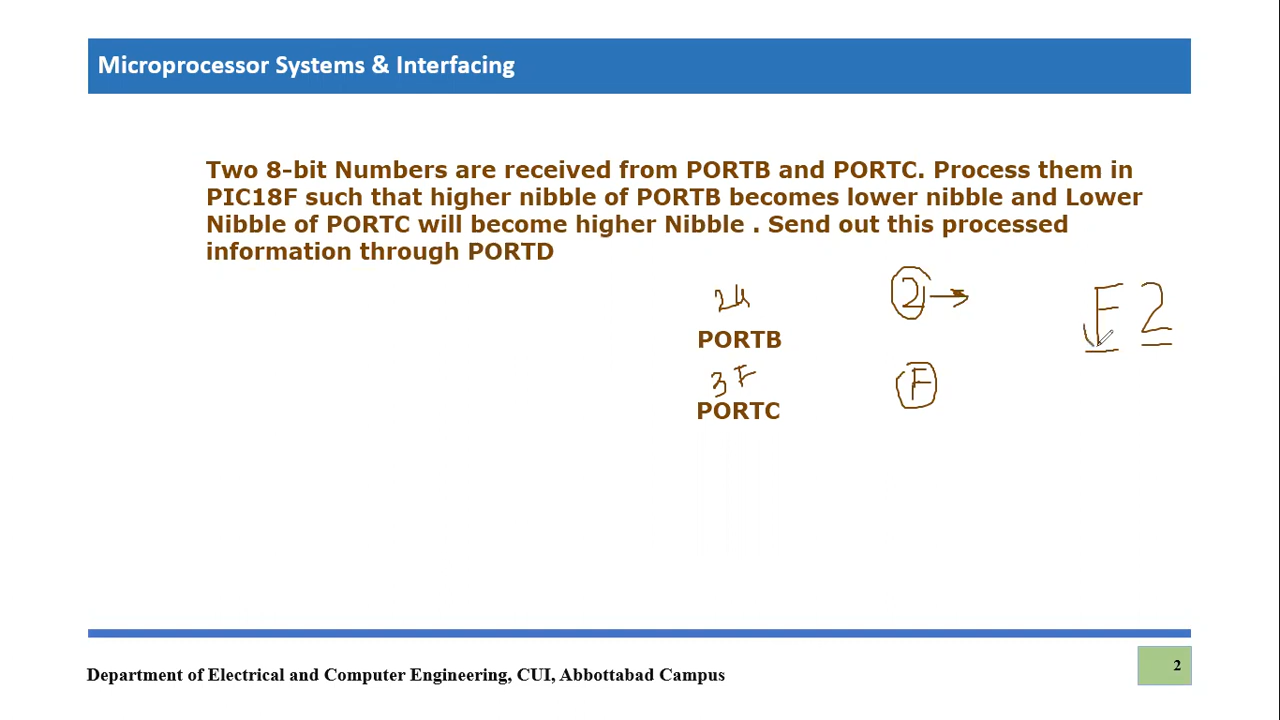 Microprocessor Systems & Interfacing
Two 8-bit Numbers are received from PORTB and PORTC. Process them in
PIC18F such that higher nibble of PORTB becomes lower nibble and Lower
Nibble of PORTC will become higher Nibble . Send out this processed
information through PORTD
24
2
F2
PORTB
3F
F
PORTC
2
Department of Electrical and Computer Engineering, CUI, Abbottabad Campus